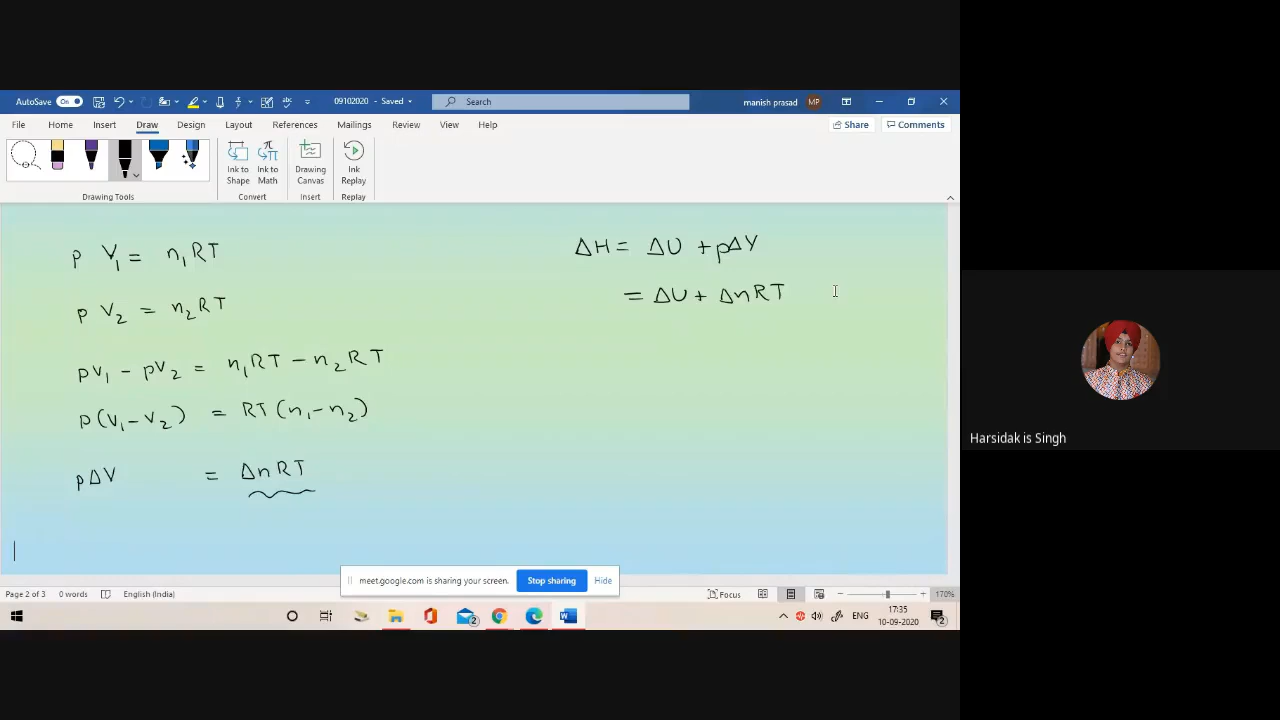 AutoSave On 09102020 - Saved Search manish prasad MP
File Home Insert Draw Design Layout References Mailings Review View Help Share Comments
Ink to Shape
Ink to Math
Drawing Canvas
Ink Replay
Drawing Tools Convert Insert Replay
p V₁ = n₁RT
p V₂ = n₂RT
pV₁ - pV₂ = n₁RT - n₂RT
p(V₁ - V₂) = RT(n₁ - n₂)
pΔV = ΔnRT
ΔH = ΔU + pΔV
= ΔU + ΔnRT
Harsidak is Singh
meet.google.com is sharing your screen. Stop sharing Hide
Page 2 of 3 0 words English (India) Focus 170%
2 ENG 17:35
10-09-2020 2